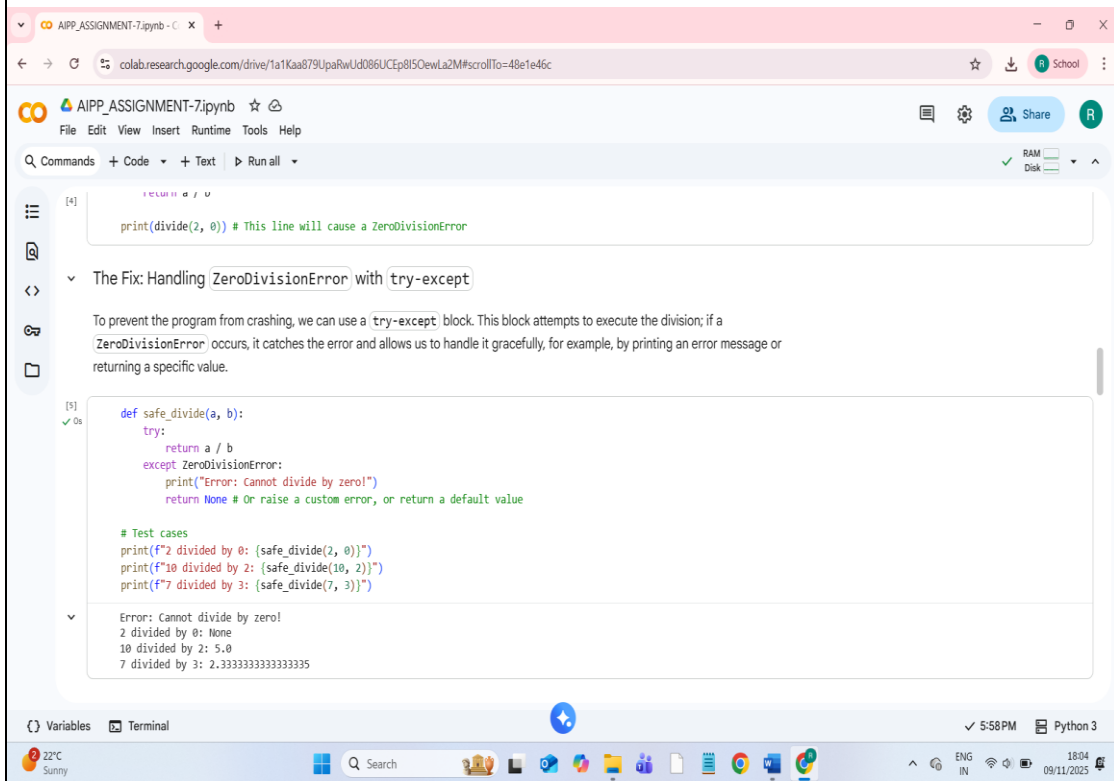 AIPP_ASSIGNMENT-7.ipynb - C
colab.research.google.com/drive/1a1Kaa879UpaRwUd086UCEp8I5OewLa2M#scrollTo=48e1e46c
School
AIPP_ASSIGNMENT-7.ipynb
File Edit View Insert Runtime Tools Help
Share
R
Commands + Code + Text Run all
RAM
Disk
[4]
return a / b
print(divide(2, 0)) # This line will cause a ZeroDivisionError
The Fix: Handling ZeroDivisionError with try-except
To prevent the program from crashing, we can use a try-except block. This block attempts to execute the division; if a
ZeroDivisionError occurs, it catches the error and allows us to handle it gracefully, for example, by printing an error message or
returning a specific value.
[5]
0s
def safe_divide(a, b):
    try:
        return a / b
    except ZeroDivisionError:
        print("Error: Cannot divide by zero!")
        return None # Or raise a custom error, or return a default value
# Test cases
print(f"2 divided by 0: {safe_divide(2, 0)}")
print(f"10 divided by 2: {safe_divide(10, 2)}")
print(f"7 divided by 3: {safe_divide(7, 3)}")
Error: Cannot divide by zero!
2 divided by 0: None
10 divided by 2: 5.0
7 divided by 3: 2.3333333333333335
{} Variables Terminal
5:58 PM Python 3
2
22°C
Sunny
Search
ENG
IN
18:04
09/11/2025